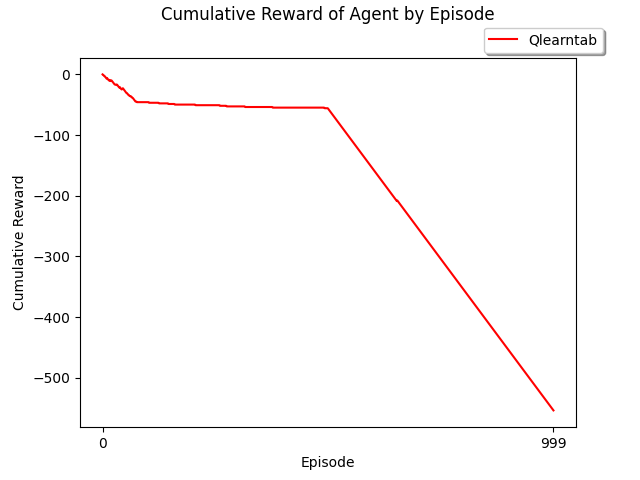 Cumulative Reward of Agent by Episode
Qlearntab
0
−100
−200
−300
−400
−500
Cumulative Reward
0
999
Episode